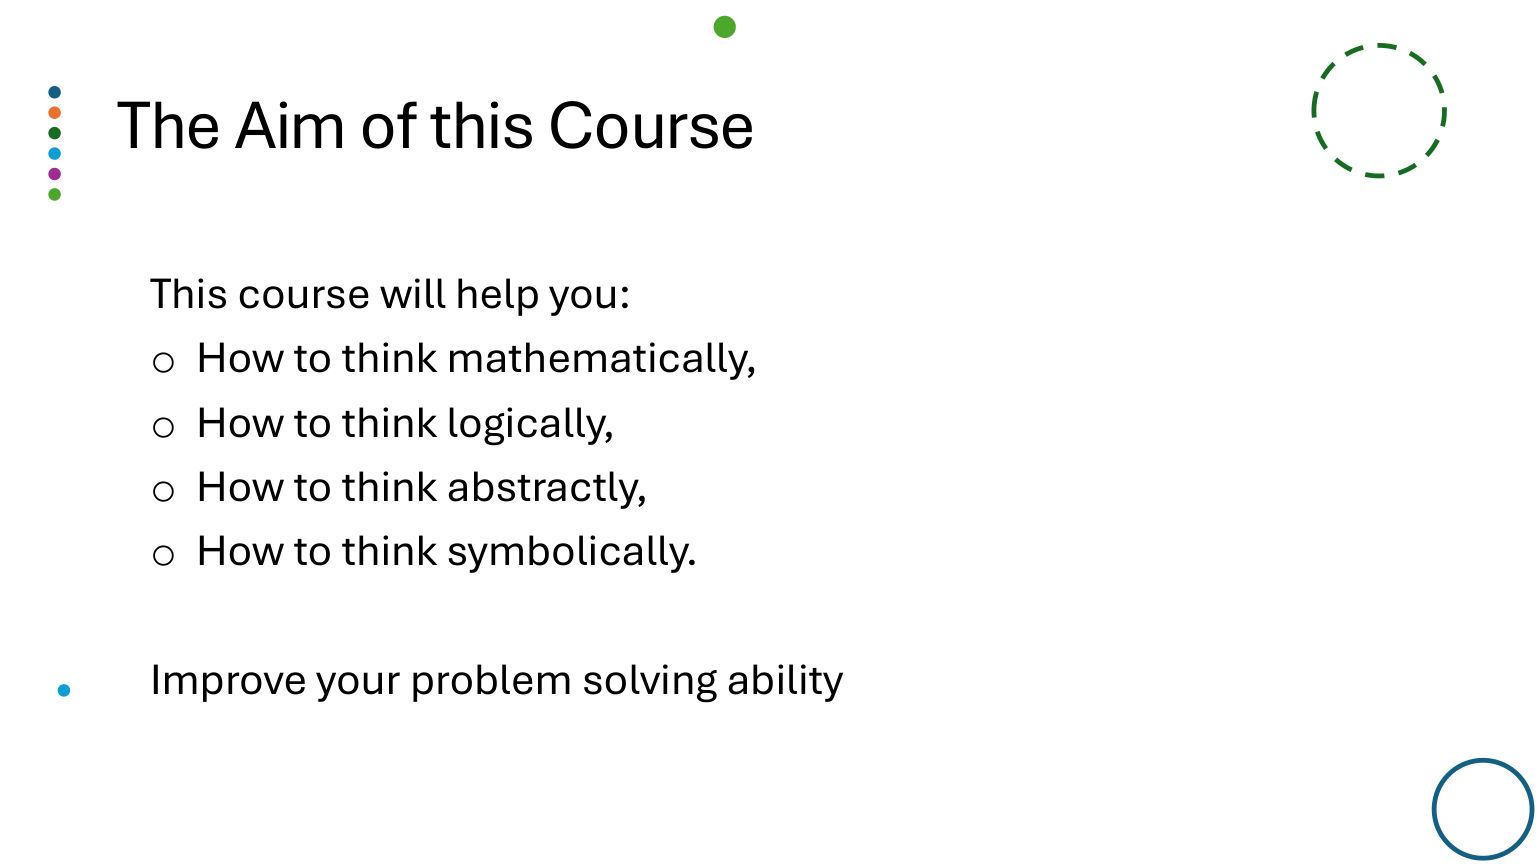 The Aim of this Course
This course will help you:
o How to think mathematically,
o How to think logically,
o How to think abstractly,
o How to think symbolically.
Improve your problem solving ability